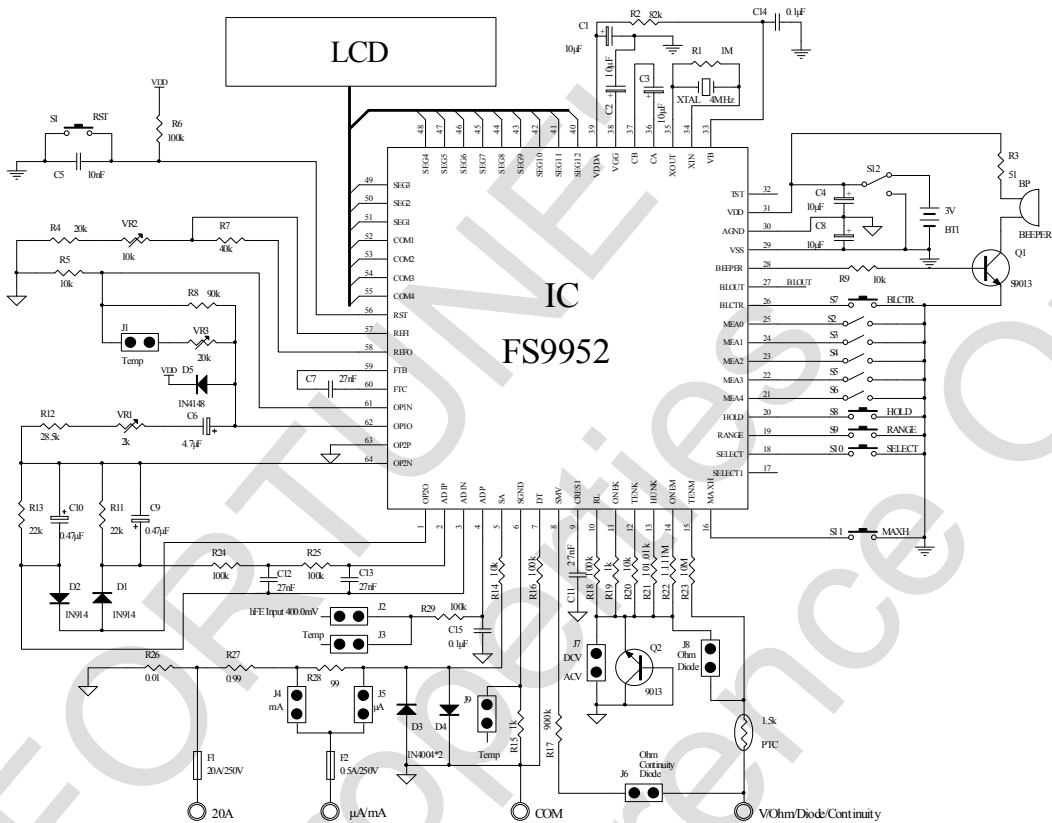 LCD
C1
10μF
R2
82k
C14
0.1μF
10μF
C2
C3
10μF
R1
1M
XTAL
4MHz
VDD
S1
RST
R6
100k
C5
10nF
48
47
46
45
44
43
42
41
40
39
38
37
36
35
34
33
SEG4
SEG5
SEG6
SEG7
SEG8
SEG9
SEG10
SEG11
SEG12
VDDA
VGG
CB
CA
XOUT
XIN
VB
49 SEG3
50 SEG2
51 SEG1
52 COM1
53 COM2
54 COM3
55 COM4
56 RST
57 REFI
58 REFO
59 FTB
60 FTC
61 OP1N
62 OP1O
63 OP2P
64 OP2N
IC
FS9952
TST 32
VDD 31
AGND 30
VSS 29
BEEPER 28
BLOUT 27
BLCTR 26
MEA0 25
MEA1 24
MEA2 23
MEA3 22
MEA4 21
HOLD 20
RANGE 19
SELECT 18
SELECT1 17
R3
51
BP
BEEPER
S12
C4
10μF
C8
10μF
3V
BT1
Q1
S9013
R9
10k
BLOUT
S7
BLCTR
S2
S3
S4
S5
S6
S8
HOLD
S9
RANGE
S10
SELECT
S11
MAXH
R4
20k
VR2
10k
R7
40k
R5
10k
R8
90k
J1
Temp
VR3
20k
VDD
D5
1N4148
C7
27nF
R12
28.5k
VR1
2k
C6
4.7μF
OP2O
ADIP
ADIN
ADP
SA
SGND
DT
SMV
CRES1
RL
ONEK
TENK
HUNK
ONEM
TENM
MAXH
1
2
3
4
5
6
7
8
9
10
11
12
13
14
15
16
R13
22k
C10
0.47μF
R11
22k
C9
0.47μF
D2
IN914
D1
IN914
R24
100k
C12
27nF
R25
100k
C13
27nF
R14
10k
R16
100k
C11
27nF
R18
100k
R19
1k
R20
10k
R21
101.01k
R22
1.111M
R23
10M
hFE Input 400.0mV
J2
Temp
J3
R29
100k
C15
0.1μF
R26
0.01
R27
0.99
R28
99
J4
mA
J5
μA
D3
D4
1N4004*2
J9
Temp
R15
1k
R17
900k
J7
DCV
ACV
Q2
9013
J8
Ohm
Diode
1.5k
PTC
Ohm
Continuity
Diode
J6
F1
20A/250V
F2
0.5A/250V
20A
μA/mA
COM
V/Ohm/Diode/Continuity
FORTUNE'
operties
rence